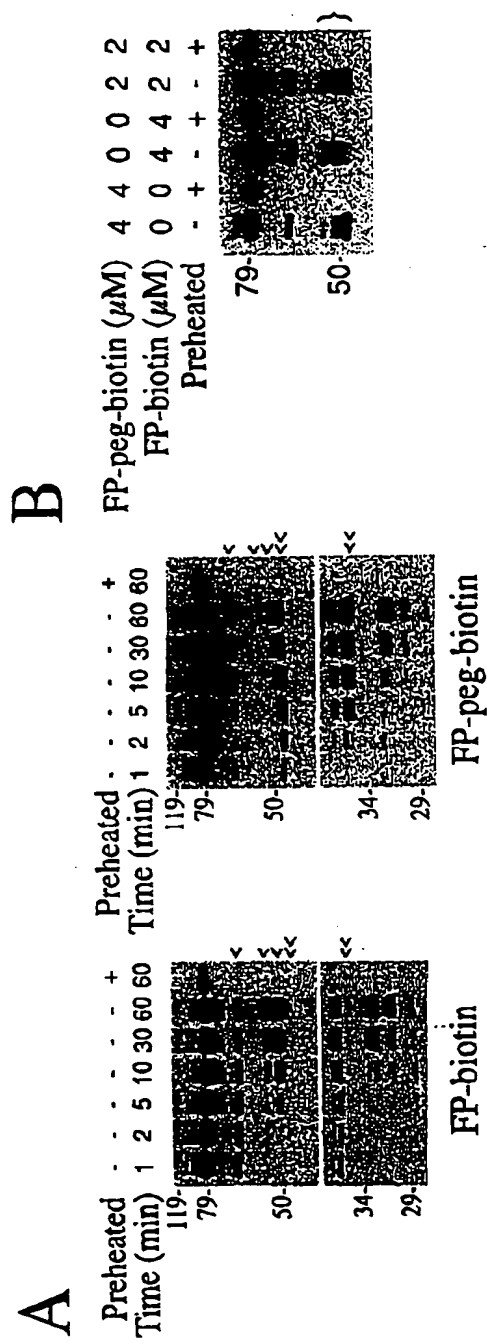 A
Preheated - - - - - - +
Time (min) 1 2 5 10 30 60 60
119-
79-
50-
34-
29-
<
<
<
<<
<<
FP-biotin
Preheated - - - - - - +
Time (min) 1 2 5 10 30 60 60
119-
79-
50-
34-
29-
<
<
<
<<
<<
FP-peg-biotin
B
FP-peg-biotin (μM) 4 4 0 0 2 2
FP-biotin (μM) 0 0 4 4 2 2
Preheated - + - + - +
79-
50-
}